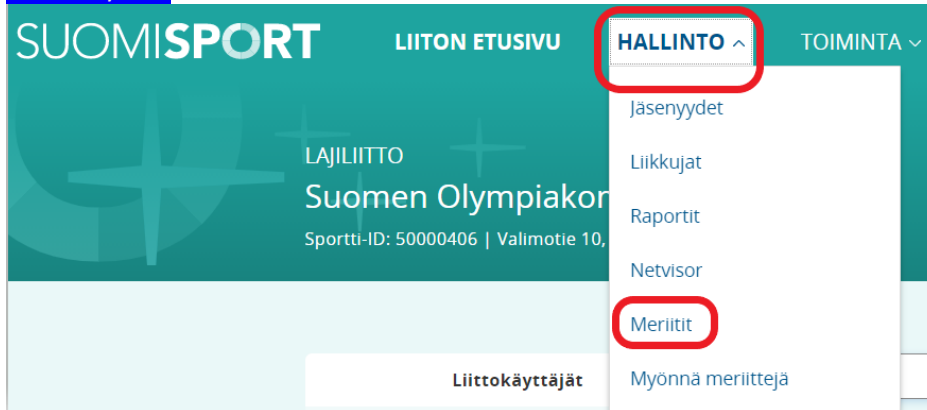 SUOMISPORT
LIITON ETUSIVU
HALLINTO
TOIMINTA
Jäsenyydet
LAJILIITTO
Liikkujat
Suomen Olympiakor
Raportit
Sportti-ID: 50000406 | Valimotie 10,
Netvisor
Meriitit
Liittokäyttäjät
Myönnä meriittejä